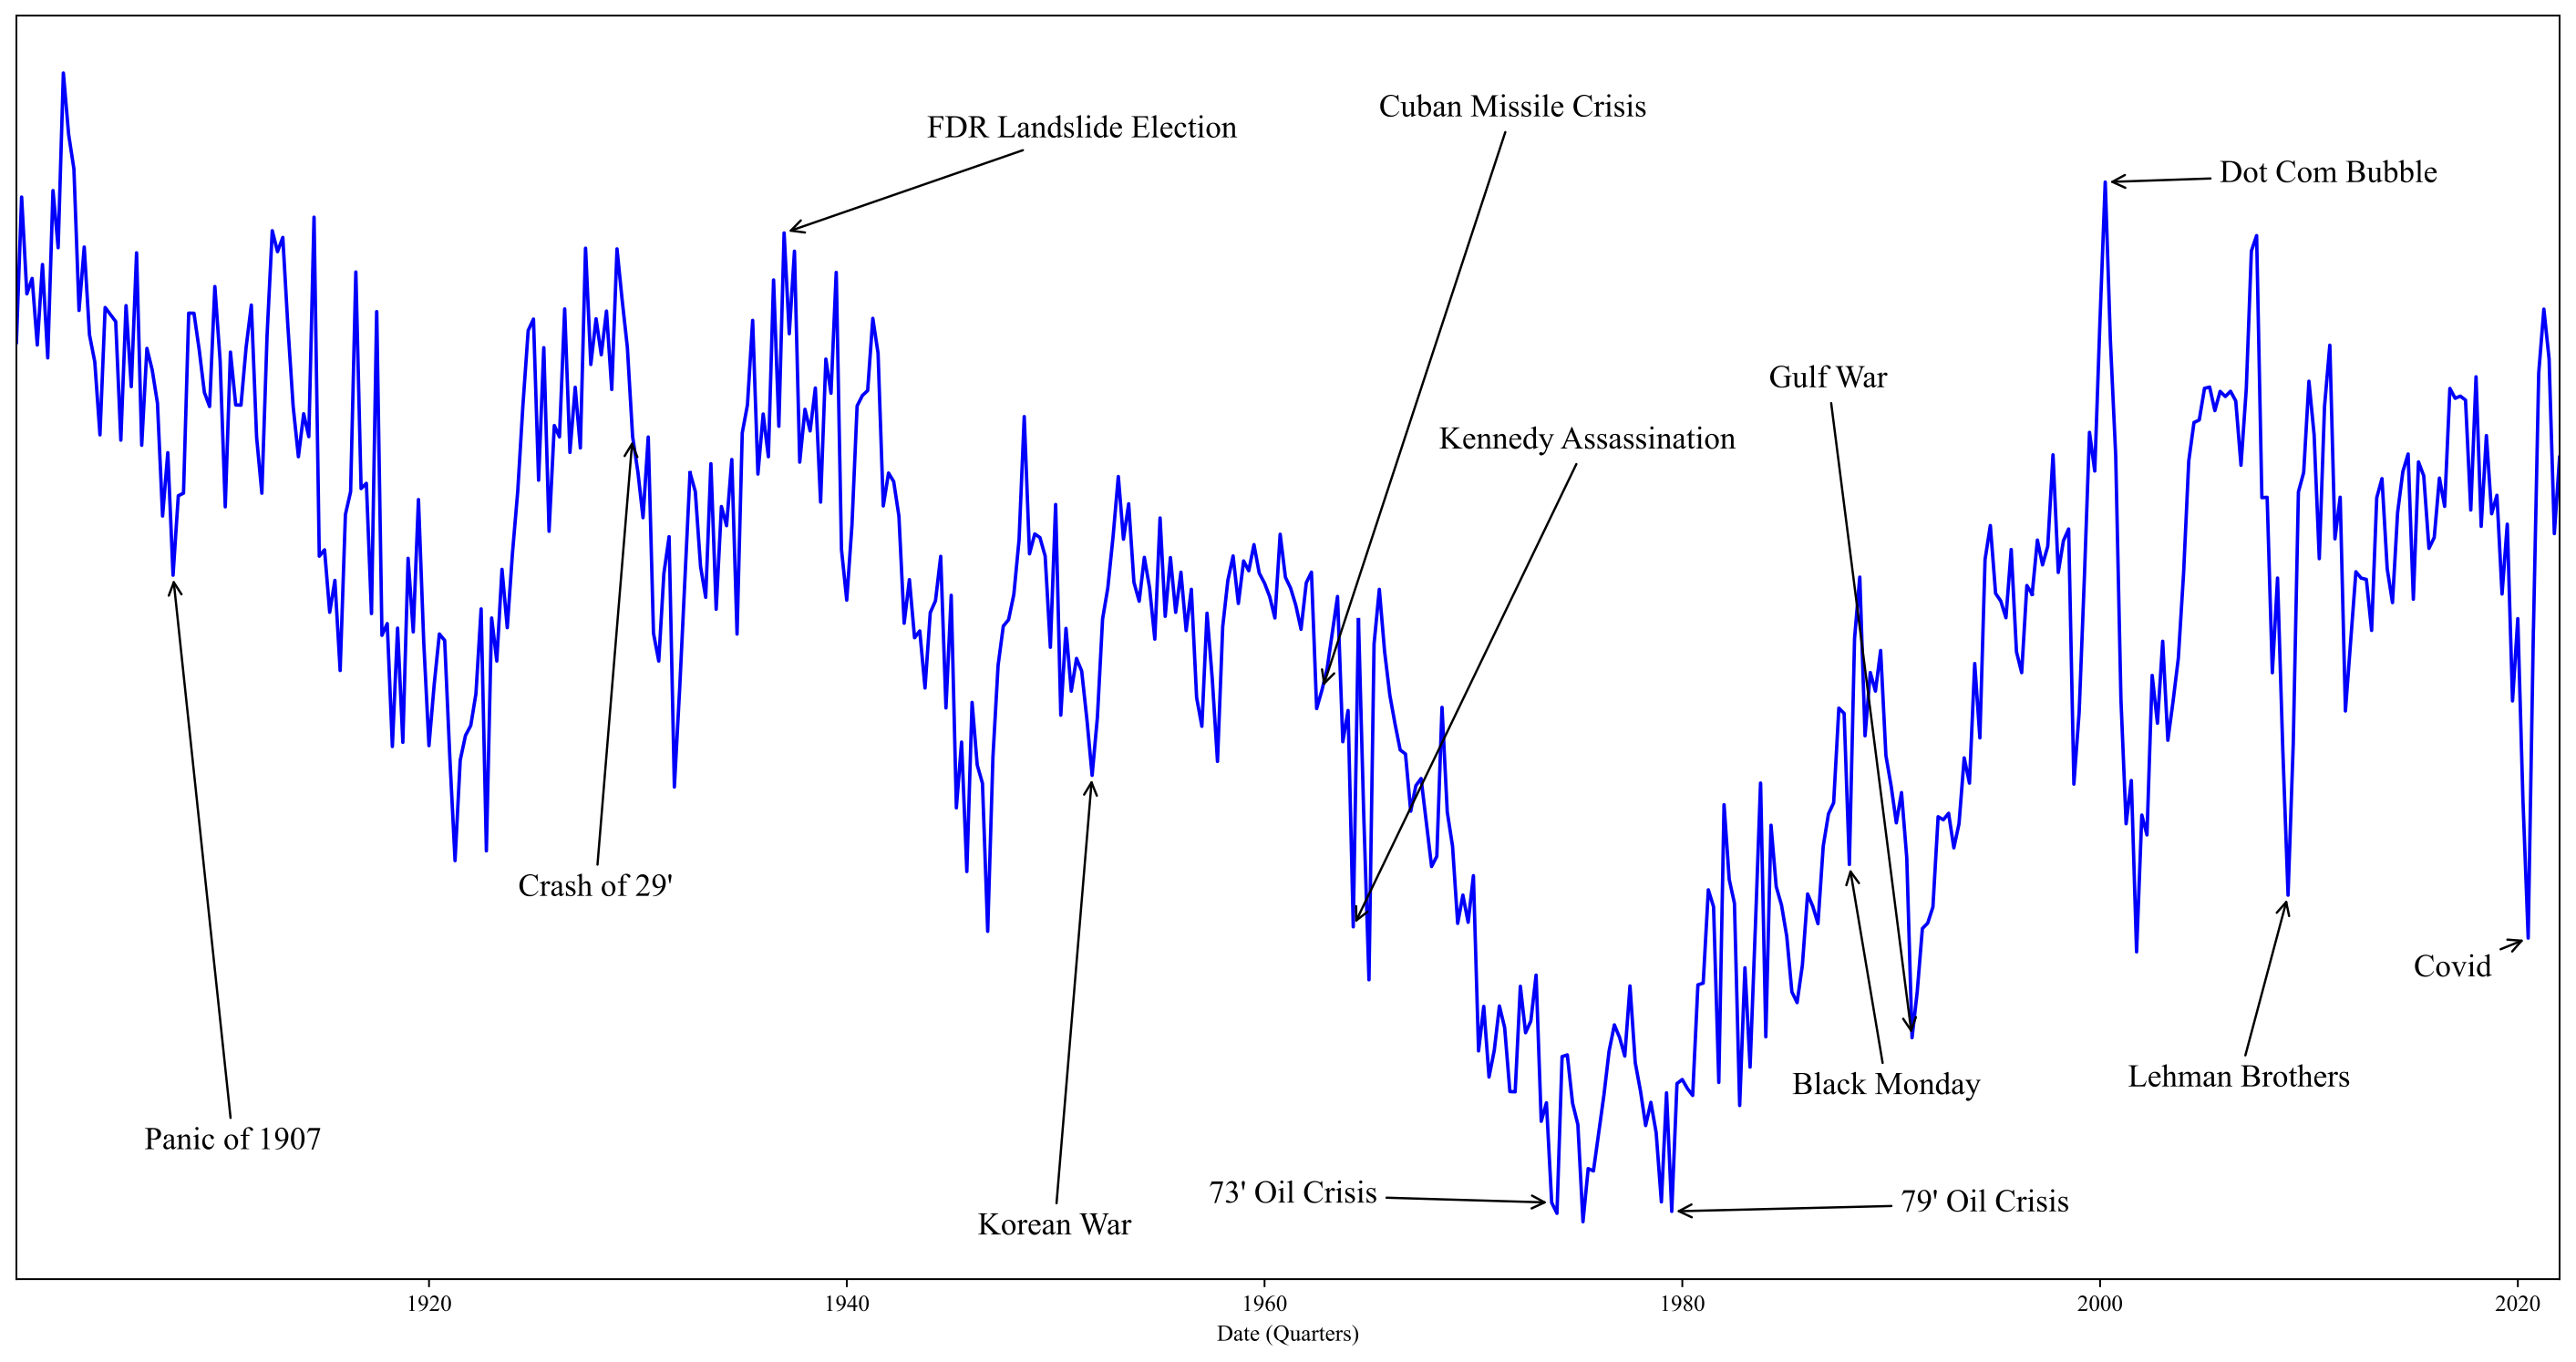 Cuban Missile Crisis
FDR Landslide Election
Dot Com Bubble
Gulf War
Kennedy Assassination
Crash of 29'
Covid
Lehman Brothers
Black Monday
Panic of 1907
73' Oil Crisis
79' Oil Crisis
Korean War
1920
1940
1960
1980
2000
2020
Date (Quarters)